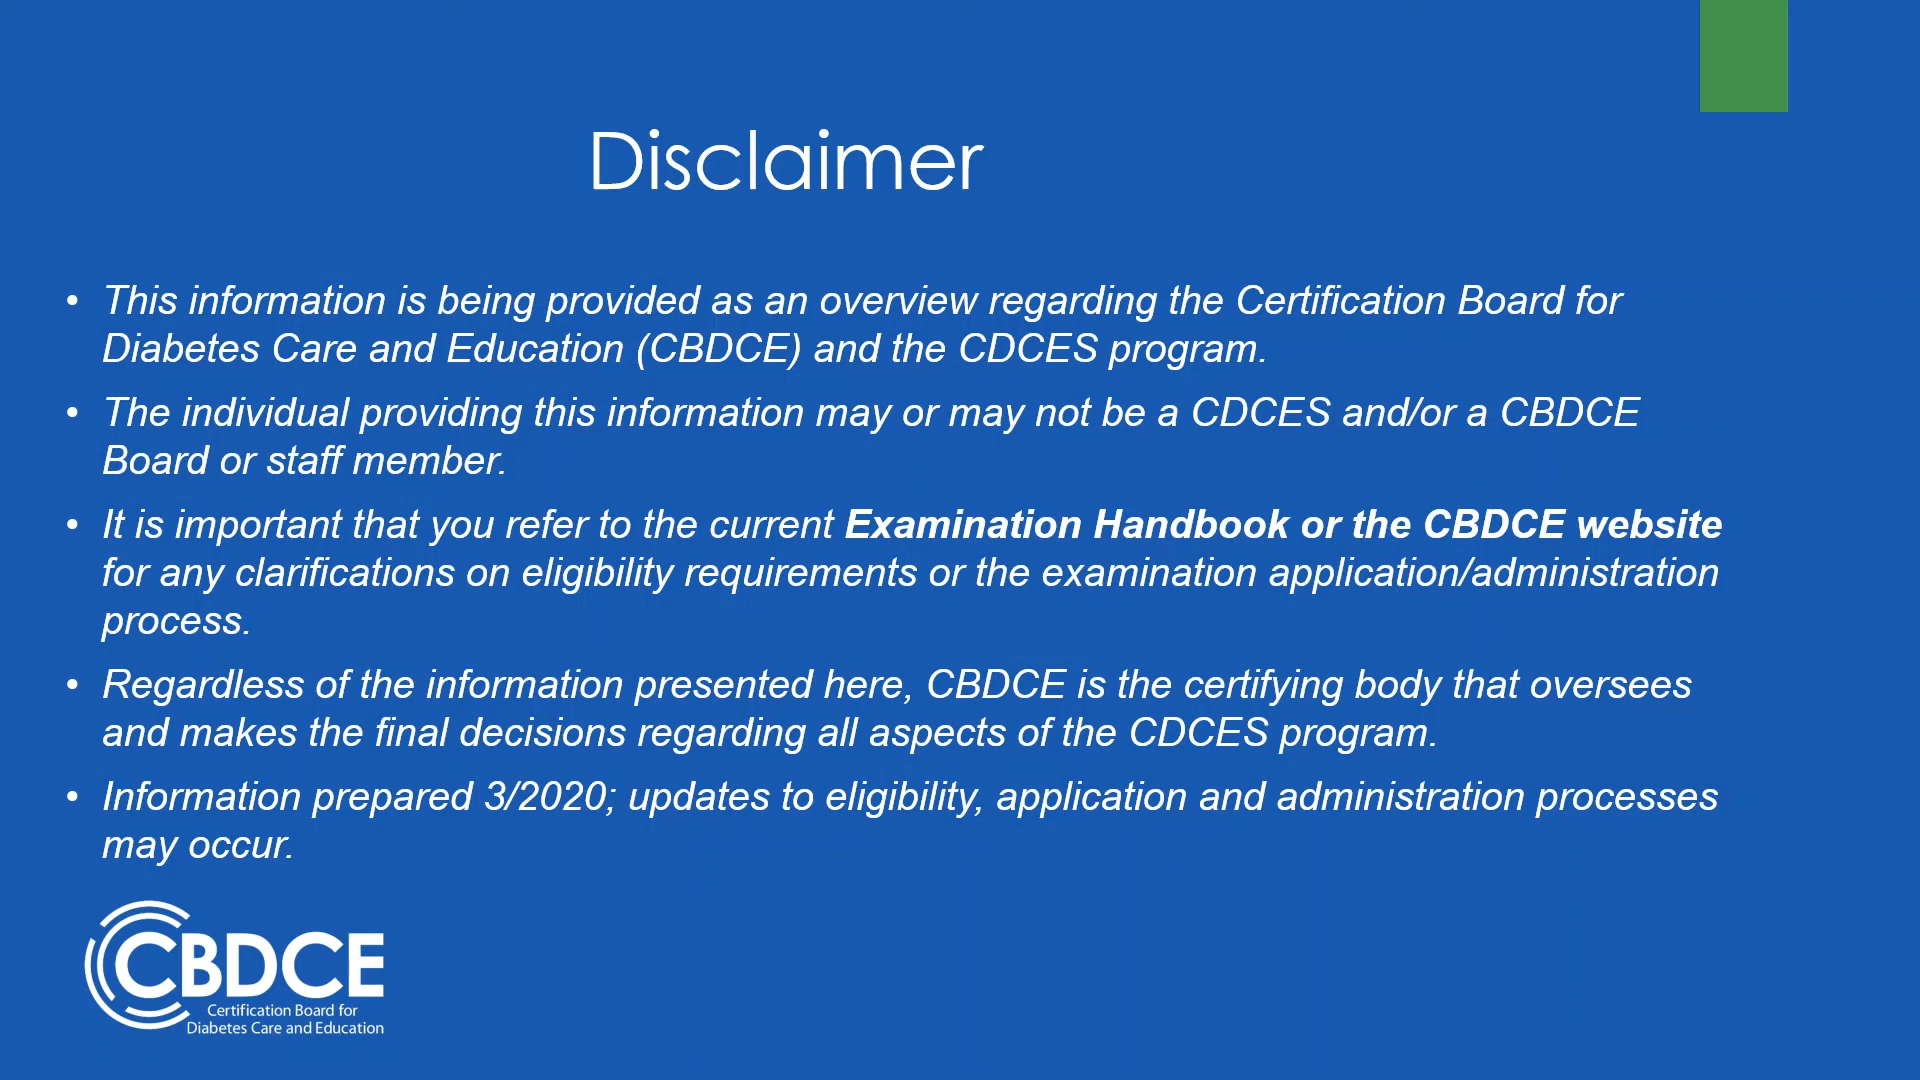 Disclaimer
• This information is being provided as an overview regarding the Certification Board for
Diabetes Care and Education (CBDCE) and the CDCES program.
• The individual providing this information may or may not be a CDCES and/or a CBDCE
Board or staff member.
• It is important that you refer to the current Examination Handbook or the CBDCE website
for any clarifications on eligibility requirements or the examination application/administration
process.
• Regardless of the information presented here, CBDCE is the certifying body that oversees
and makes the final decisions regarding all aspects of the CDCES program.
• Information prepared 3/2020; updates to eligibility, application and administration processes
may occur.
CBDCE
Certification Board for
Diabetes Care and Education